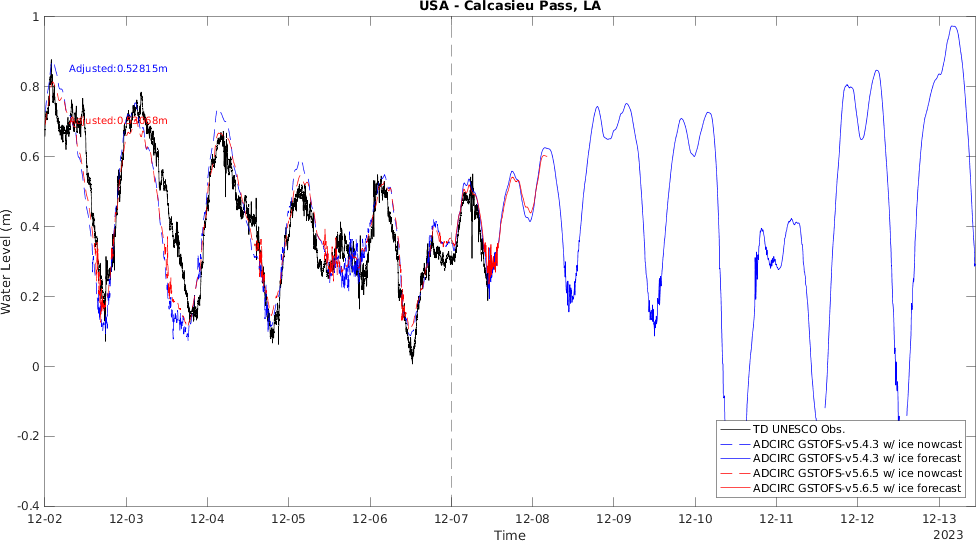 USA - Calcasieu Pass, LA
Adjusted:0.52815m
Water Level (m)
1
0.8
0.6
0.4
0.2
0
-0.2
-0.4
TD UNESCO Obs.
ADCIRC GSTOFS-v5.4.3 w/ ice nowcast
ADCIRC GSTOFS-v5.4.3 w/ ice forecast
ADCIRC GSTOFS-v5.6.5 w/ ice nowcast
ADCIRC GSTOFS-v5.6.5 w/ ice forecast
12-02 12-03 12-04 12-05 12-06 12-07 12-08 12-09 12-10 12-11 12-12 12-13
2023
Time